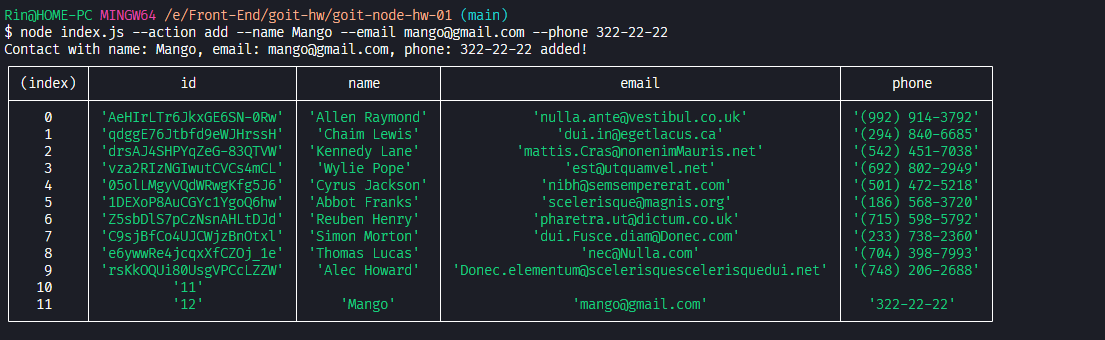 Rin@HOME-PC MINGW64 /e/Front-End/goit-hw/goit-node-hw-01 (main)
$ node index.js --action add --name Mango --email mango@gmail.com --phone 322-22-22
Contact with name: Mango, email: mango@gmail.com, phone: 322-22-22 added!
(index) id name email phone
0 'AeHIrLTr6JkxGE6SN-0Rw' 'Allen Raymond' 'nulla.ante@vestibul.co.uk' '(992) 914-3792'
1 'qdggE76Jtbfd9eWJHrssH' 'Chaim Lewis' 'dui.in@egetlacus.ca' '(294) 840-6685'
2 'drsAJ4SHPYqZeG-83QTVW' 'Kennedy Lane' 'mattis.Cras@nonenimMauris.net' '(542) 451-7038'
3 'vza2RIzNGIwutCVCs4mCL' 'Wylie Pope' 'est@utquamvel.net' '(692) 802-2949'
4 '05olLMgyVQdWRwgKfg5J6' 'Cyrus Jackson' 'nibh@semsempererat.com' '(501) 472-5218'
5 '1DEXoP8AuCGYc1YgoQ6hw' 'Abbot Franks' 'scelerisque@magnis.org' '(186) 568-3720'
6 'Z5sbDlS7pCzNsnAHLtDJd' 'Reuben Henry' 'pharetra.ut@dictum.co.uk' '(715) 598-5792'
7 'C9sjBfCo4UJCWjzBnOtxl' 'Simon Morton' 'dui.Fusce.diam@Donec.com' '(233) 738-2360'
8 'e6ywwRe4jcqxXfCZOj_1e' 'Thomas Lucas' 'nec@Nulla.com' '(704) 398-7993'
9 'rsKkOQUi80UsgVPCcLZZW' 'Alec Howard' 'Donec.elementum@scelerisquescelerisquedui.net' '(748) 206-2688'
10 '11'
11 '12' 'Mango' 'mango@gmail.com' '322-22-22'